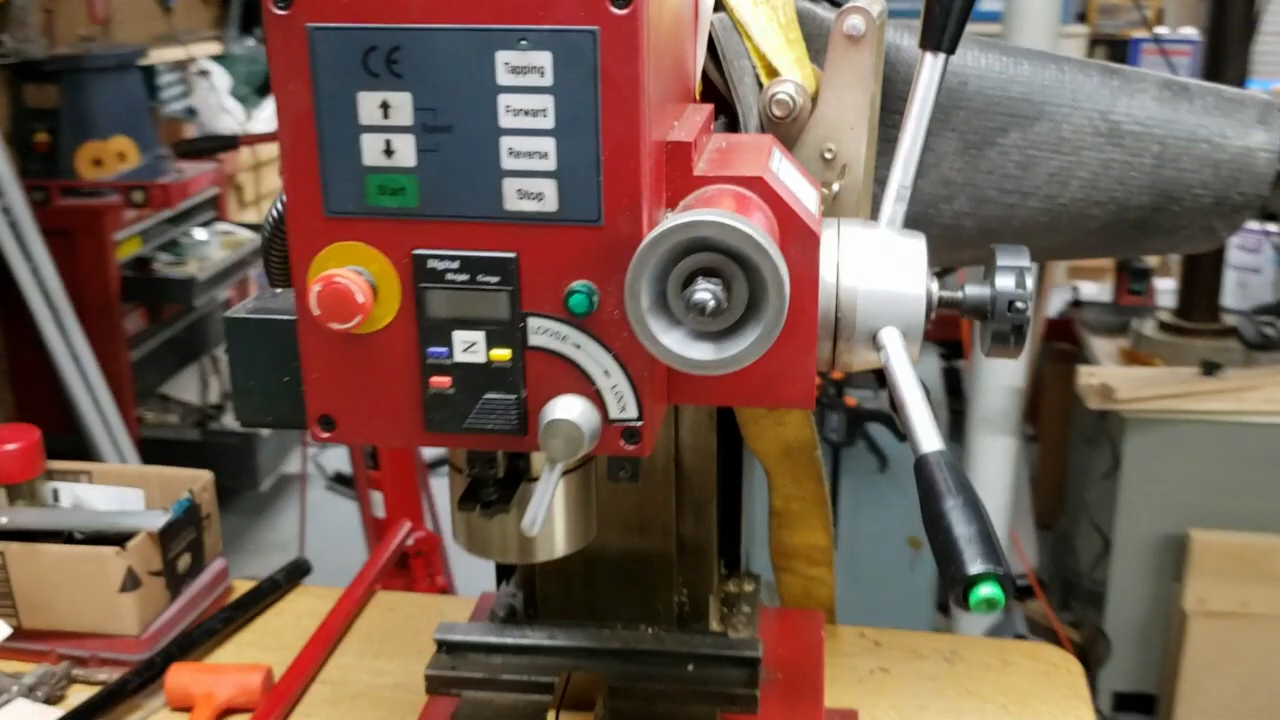 CE
Tapping
Speed
Forward
Reverse
Start
Stop
Digital
Height Gauge
N
LOOSE
LOCK